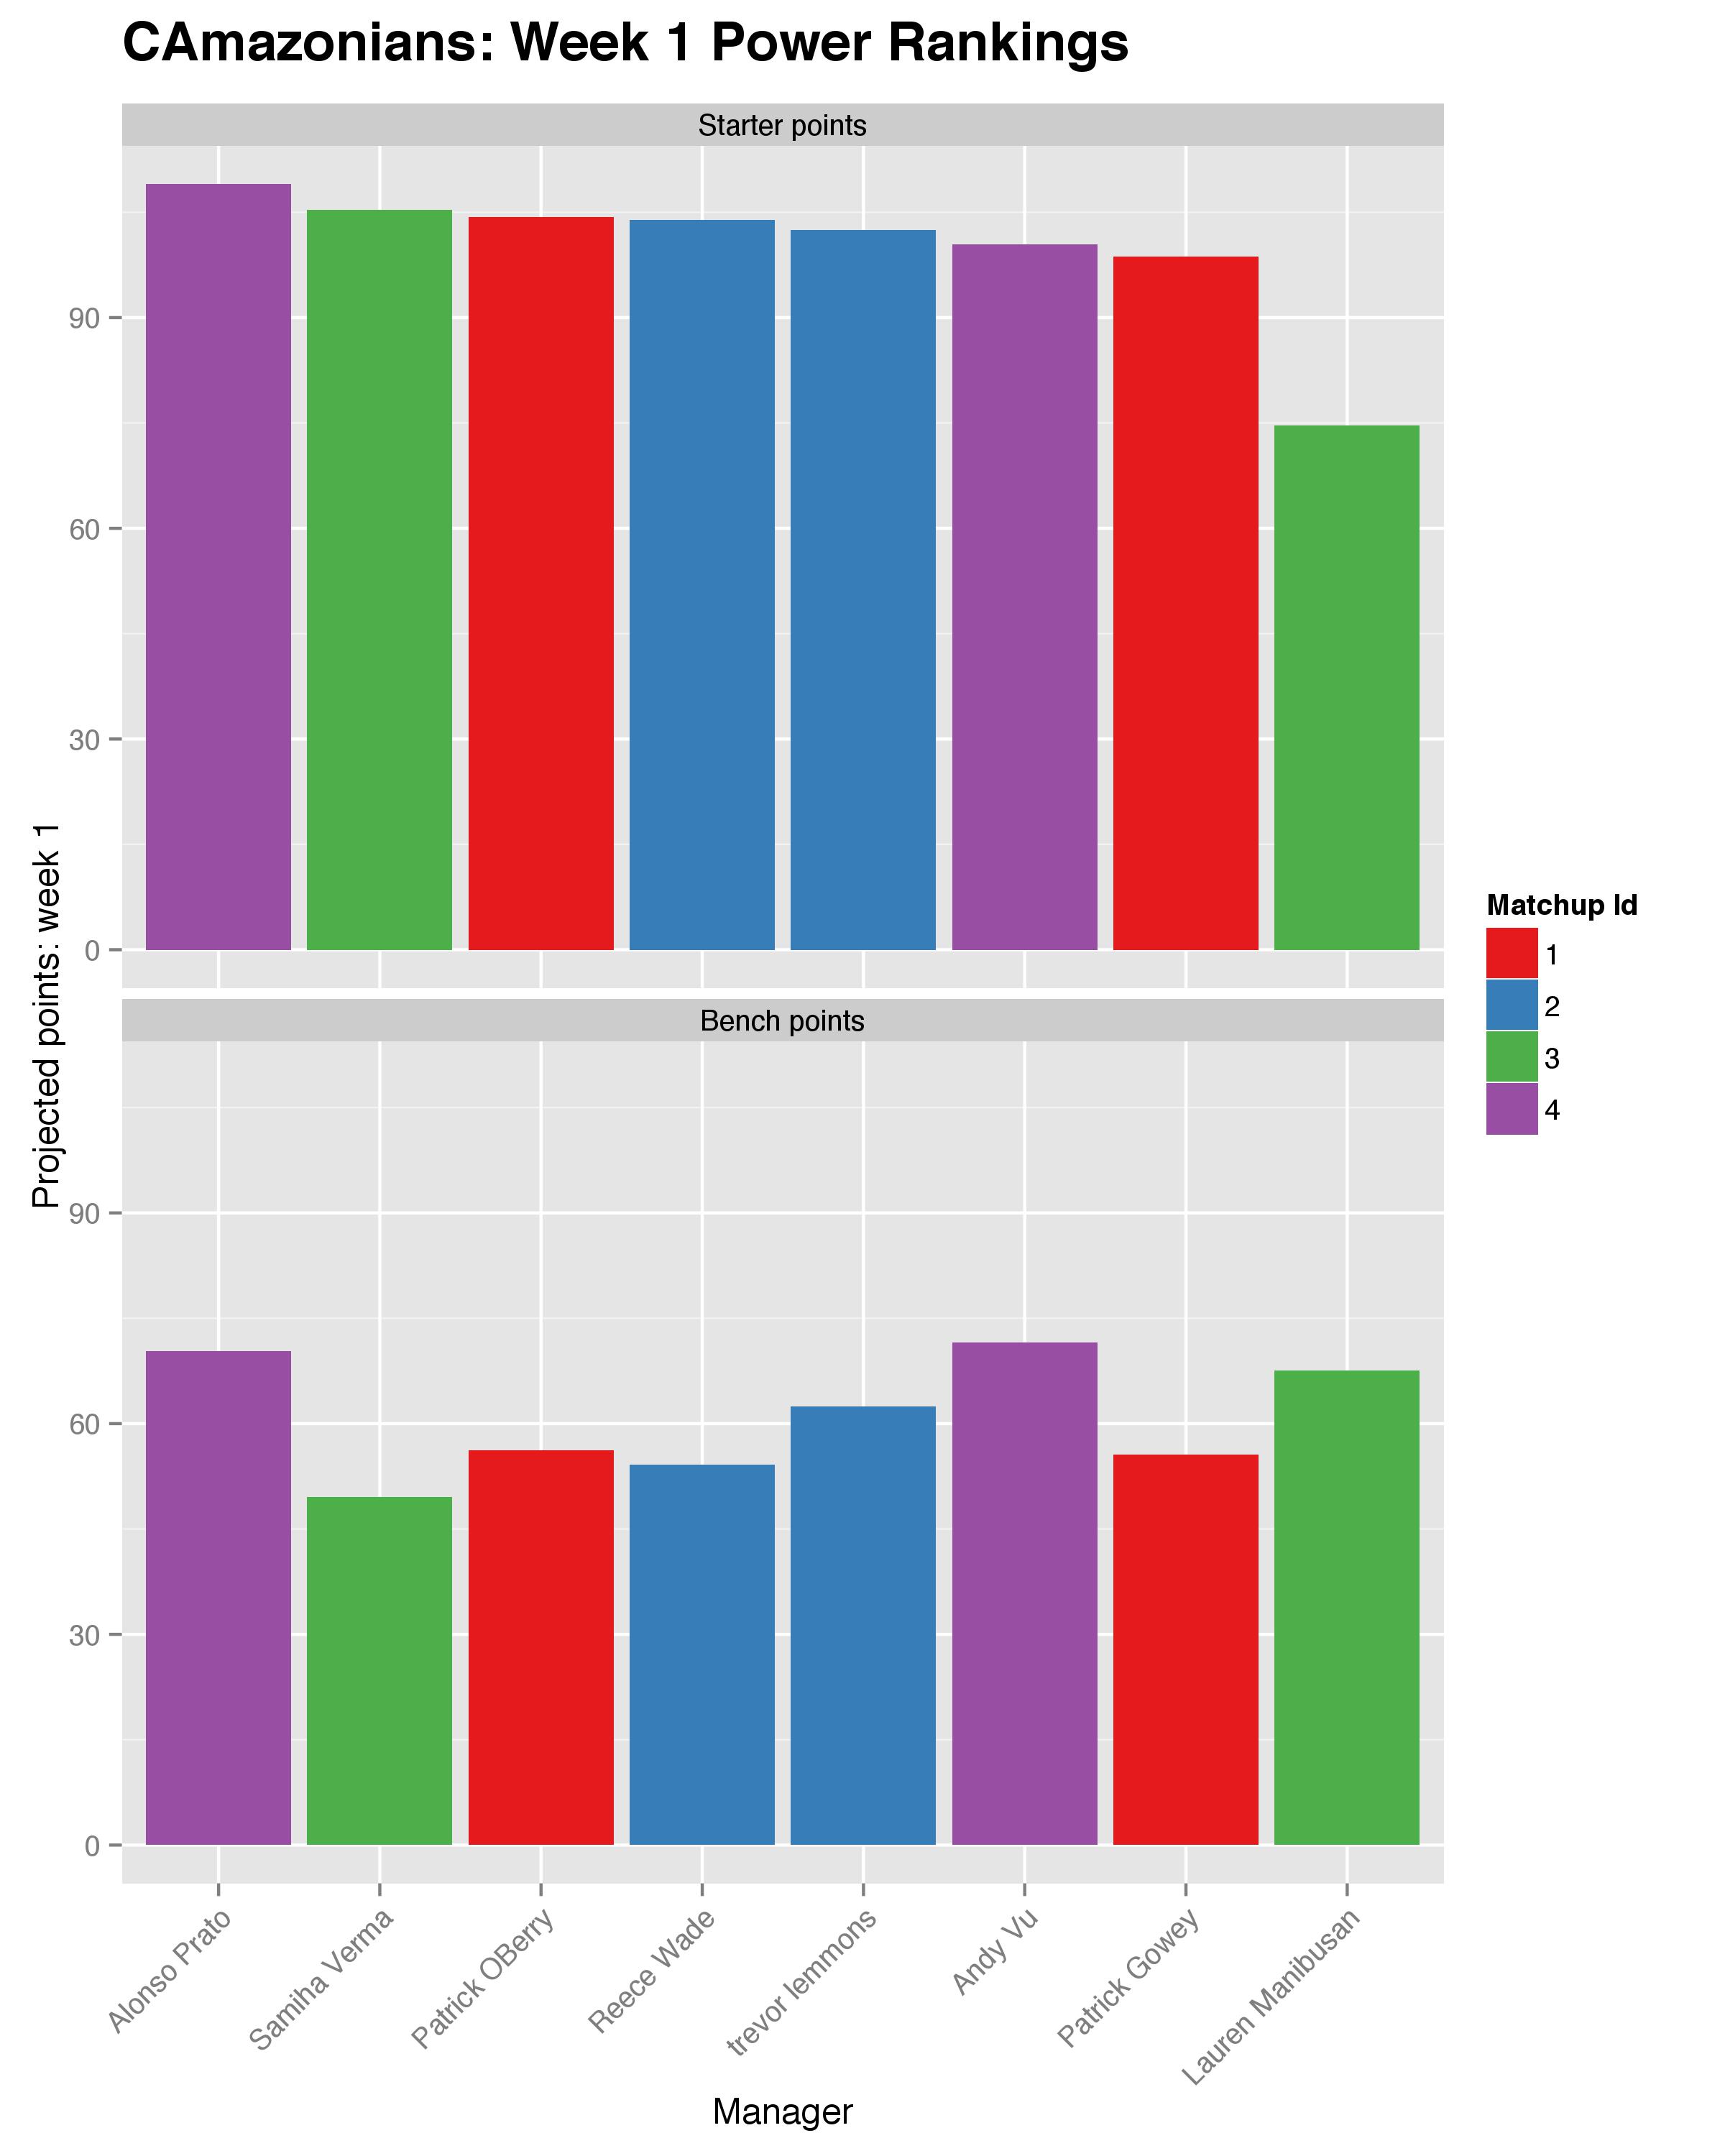 CAmazonians: Week 1 Power Rankings
Starter points
90
60
30
0
Bench points
90
60
30
0
Projected points: week 1
Alonso Prato
Samiha Verma
Patrick OBerry
Reece Wade
trevor lemmons
Andy Vu
Patrick Gowey
Lauren Manibusan
Manager
Matchup Id
1
2
3
4